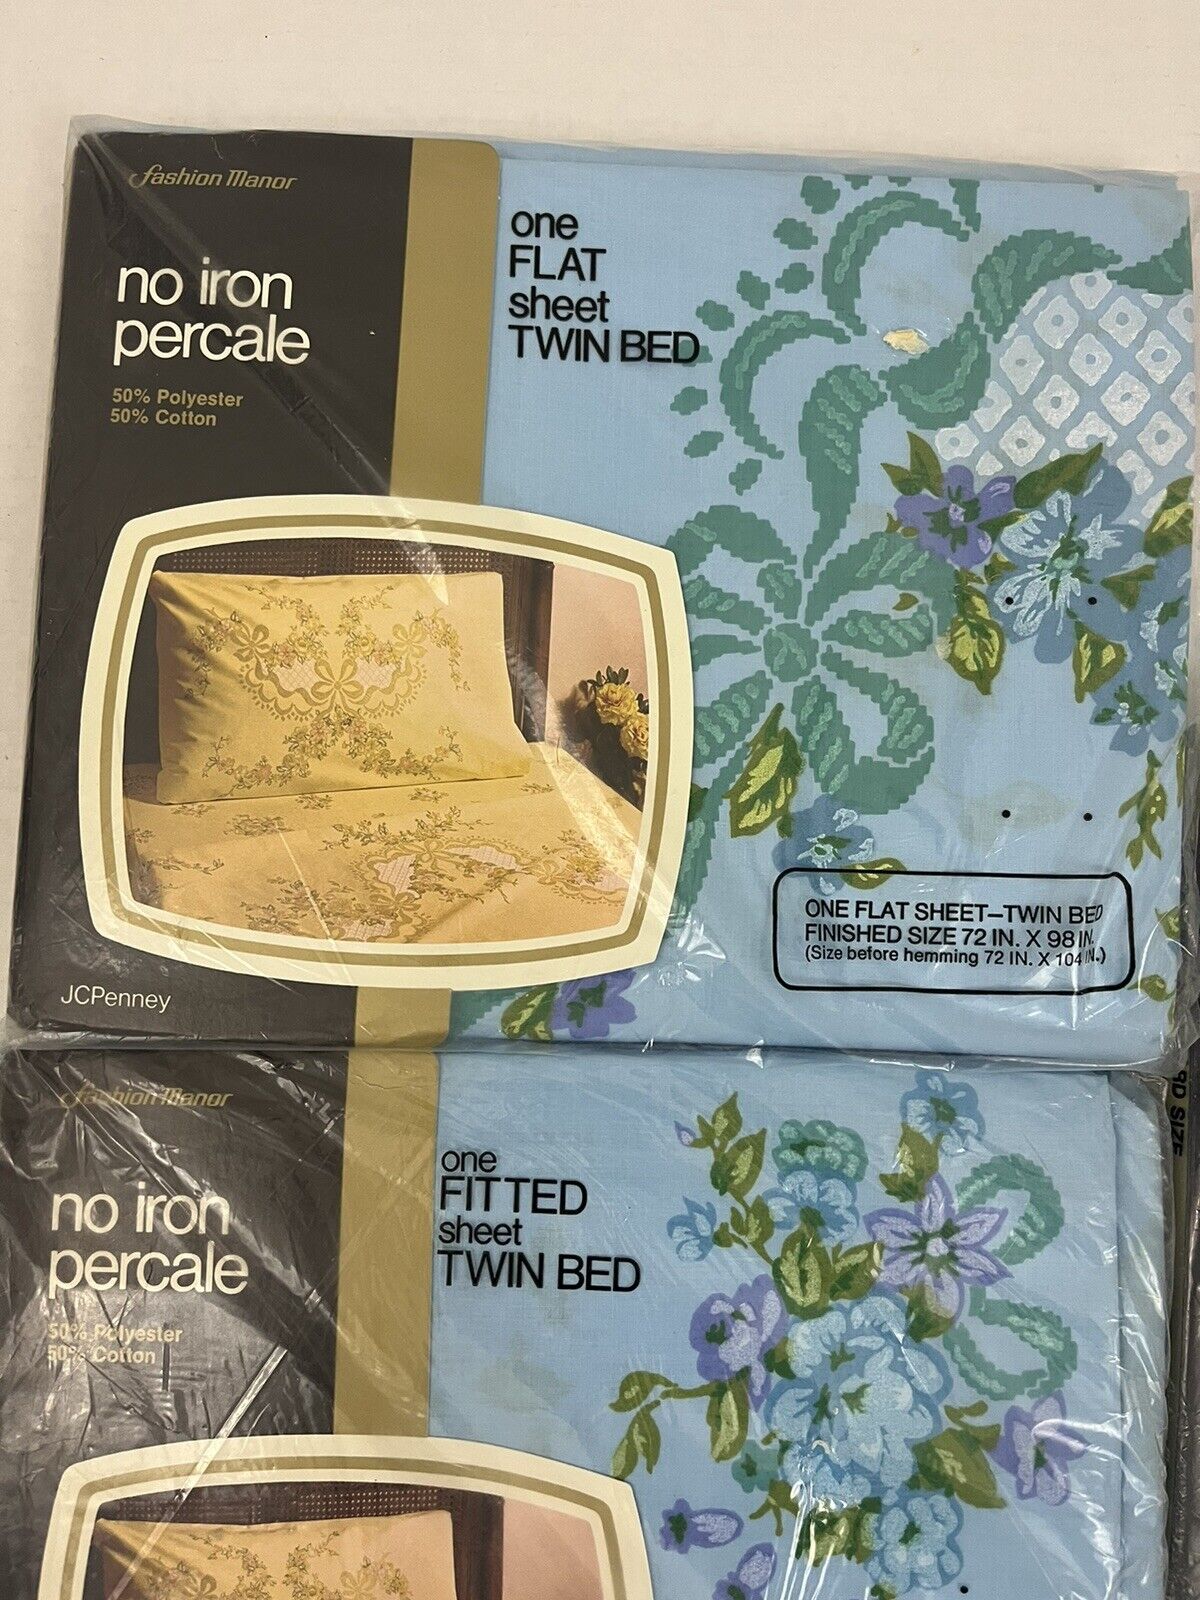 fashion Manor
no iron
percale
50% Polyester
50% Cotton
one
FLAT
sheet
TWIN BED
ONE FLAT SHEET–TWIN BED
FINISHED SIZE 72 IN. X 98 IN.
(Size before hemming 72 IN. X 104 IN.)
JCPenney
fashion Manor
no iron
percale
50% Polyester
50% Cotton
one
FITTED
sheet
TWIN BED
SIZE